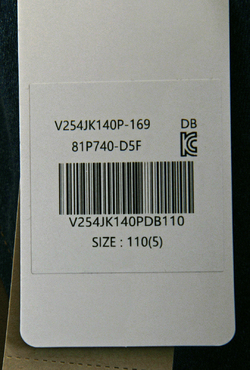 V254JK140P-169 DB
81P740-D5F
V254JK140PDB110
SIZE : 110(5)